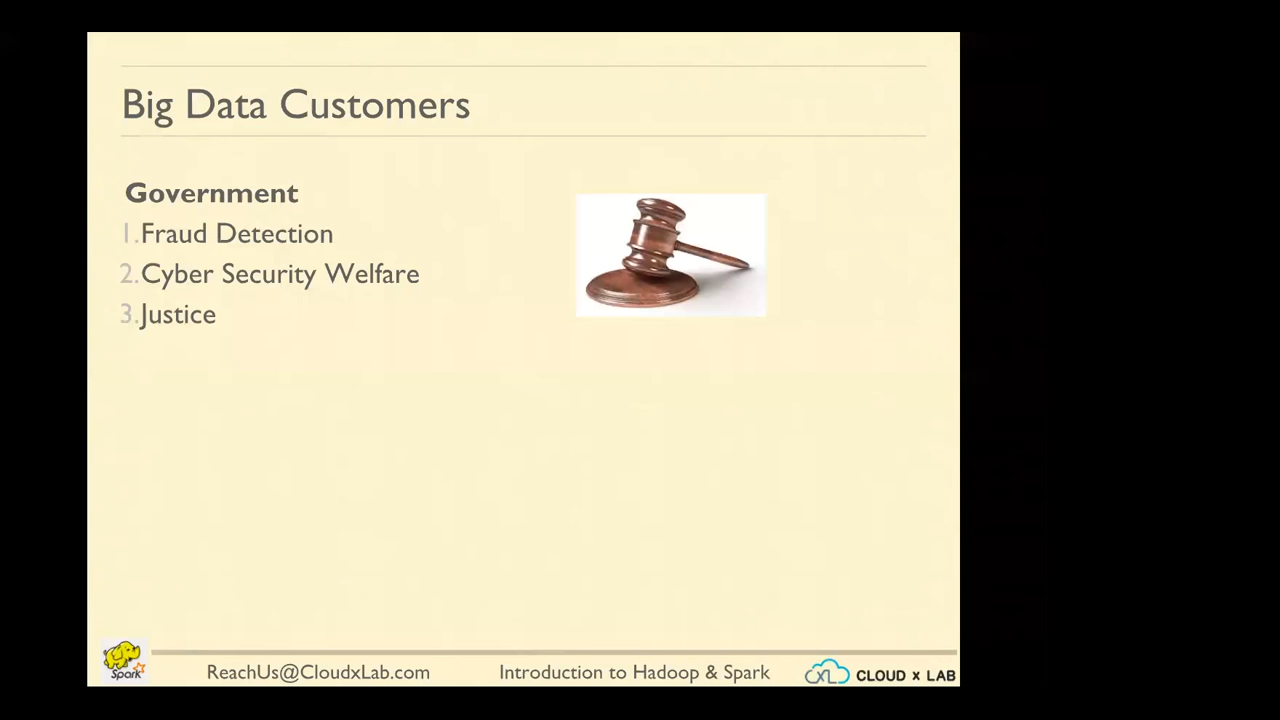 Big Data Customers
Government
1.Fraud Detection
2.Cyber Security Welfare
3.Justice
Spark
ReachUs@CloudxLab.com
Introduction to Hadoop & Spark
XL CLOUD x LAB